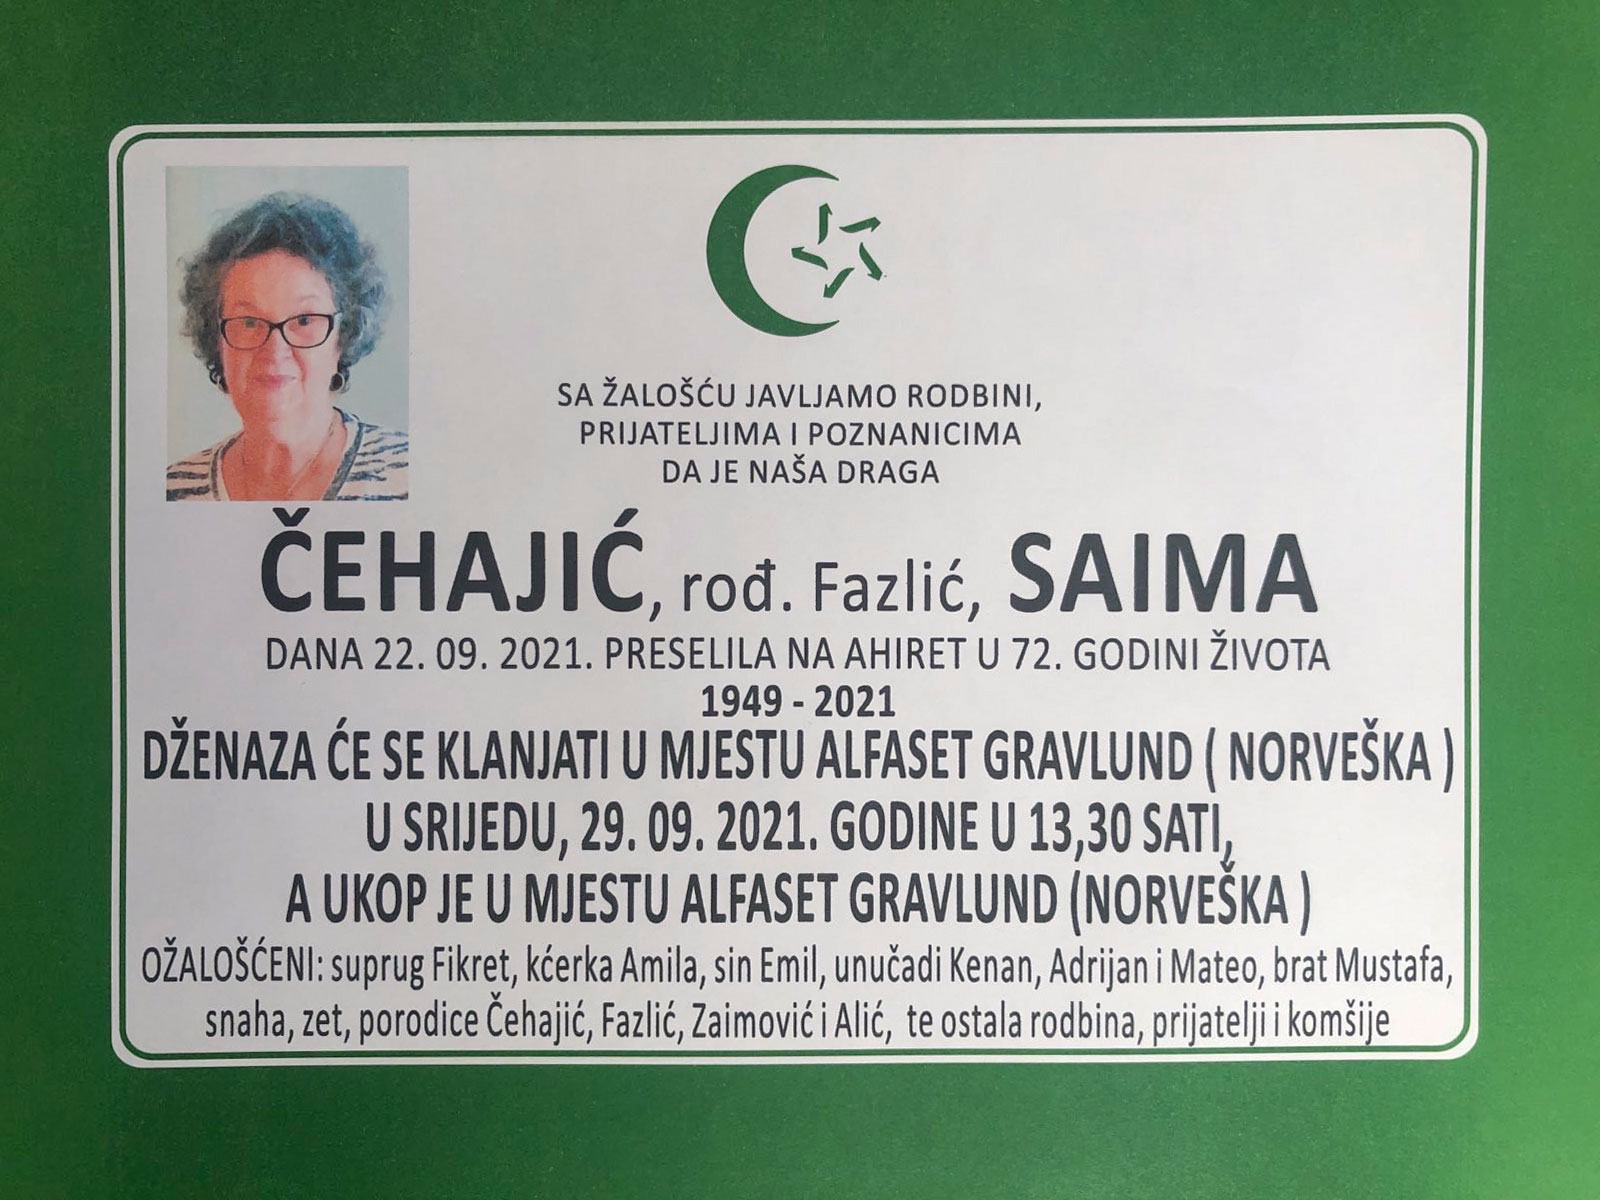 SA ŽALOŠĆU JAVLJAMO RODBINI,
PRIJATELJIMA I POZNANICIMA
DA JE NAŠA DRAGA
ČEHAJIĆ, rođ. Fazlić, SAIMA
DANA 22. 09. 2021. PRESELILA NA AHIRET U 72. GODINI ŽIVOTA
1949 - 2021
DŽENAZA ĆE SE KLANJATI U MJESTU ALFASET GRAVLUND ( NORVEŠKA )
U SRIJEDU, 29. 09. 2021. GODINE U 13,30 SATI,
A UKOP JE U MJESTU ALFASET GRAVLUND (NORVEŠKA )
OŽALOŠĆENI: suprug Fikret, kćerka Amila, sin Emil, unučadi Kenan, Adrijan i Mateo, brat Mustafa,
snaha, zet, porodice Čehajić, Fazlić, Zaimović i Alić, te ostala rodbina, prijatelji i komšije